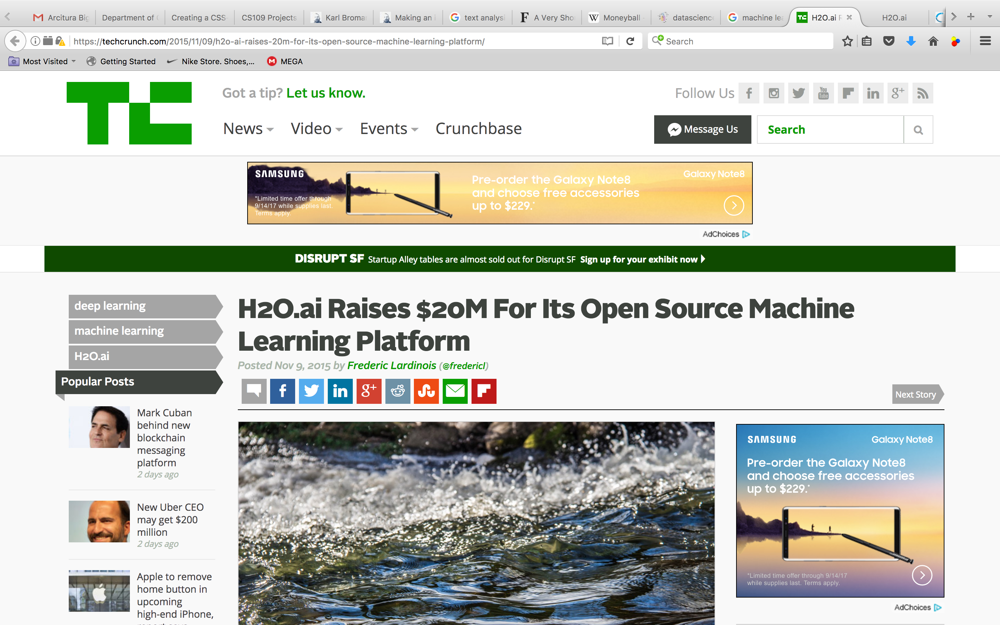 Arcitura Big
Department of
Creating a CSS
CS109 Projects
Karl Broma
Making an i
text analysi
A Very Sho
Moneyball -
datascience
machine lea
H2O.ai R
H2O.ai
https://techcrunch.com/2015/11/09/h2o-ai-raises-20m-for-its-open-source-machine-learning-platform/
Search
Most Visited
Getting Started
Nike Store. Shoes,...
MEGA
Got a tip? Let us know.
Follow Us
News
Video
Events
Crunchbase
Message Us
Search
SAMSUNG
*Limited time offer through
9/14/17 while supplies last.
Terms apply.
Pre-order the Galaxy Note8
and choose free accessories
up to $229.*
Galaxy Note8
AdChoices
DISRUPT SF Startup Alley tables are almost sold out for Disrupt SF Sign up for your exhibit now
deep learning
machine learning
H2O.ai
Popular Posts
Mark Cuban
behind new
blockchain
messaging
platform
2 days ago
New Uber CEO
may get $200
million
2 days ago
Apple to remove
home button in
upcoming
high-end iPhone,
H2O.ai Raises $20M For Its Open Source Machine
Learning Platform
Posted Nov 9, 2015 by Frederic Lardinois (@fredericl)
Next Story
SAMSUNG
Galaxy Note8
Pre-order the Galaxy Note8
and choose free accessories
up to $229.*
*Limited time offer through 9/14/17
while supplies last. Terms apply.
AdChoices